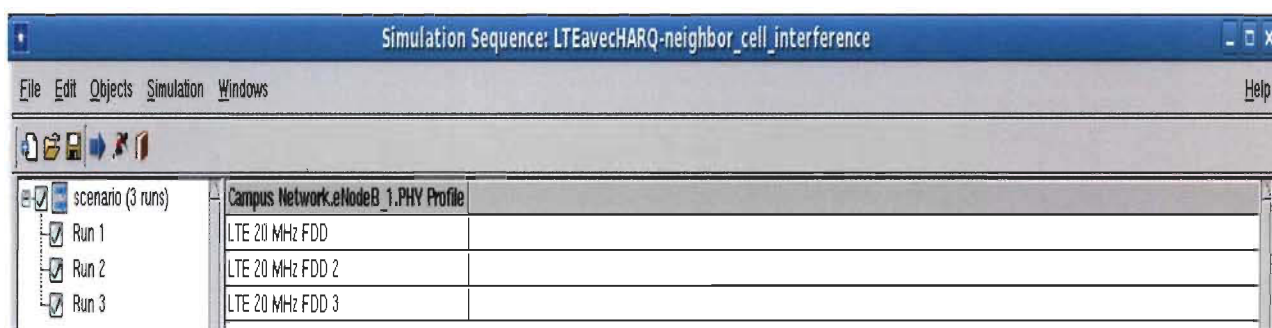 Simulation Sequence: LTEavecHARQ-neighbor_cell_interference
File Edit Objects Simulation Windows Help
scenario (3 runs) Campus Network.eNodeB_1.PHY Profile
Run 1 LTE 20 MHz FDD
Run 2 LTE 20 MHz FDD 2
Run 3 LTE 20 MHz FDD 3